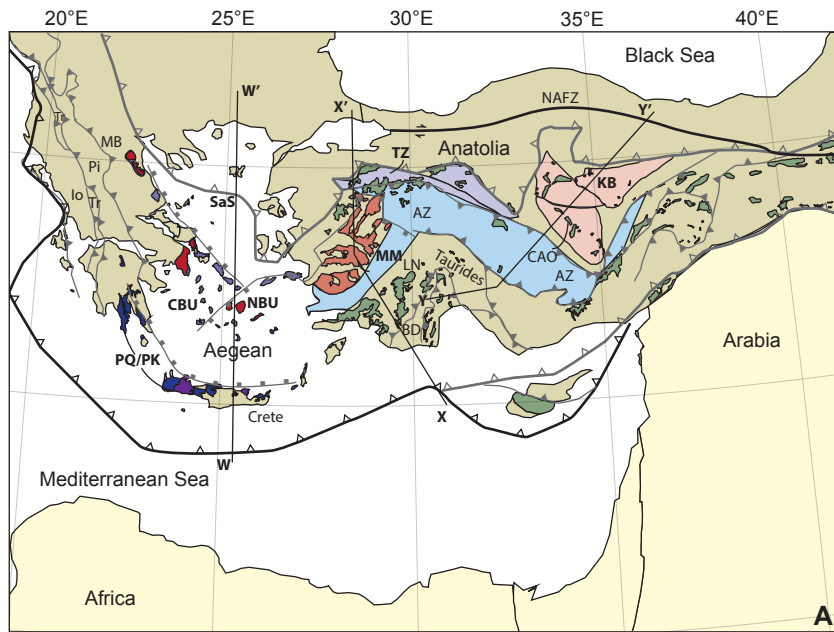 20°E 25°E 30°E 35°E 40°E
Black Sea
W'
X'
NAFZ
Y'
Tr
MB
TZ
Anatolia
Pi
KB
Io
Tr
SaS
AZ
MM
CAO
LN
AZ
Taurides
CBU
NBU
Y
BD
Aegean
Arabia
PQ/PK
Crete
X
W
Mediterranean Sea
Africa
A